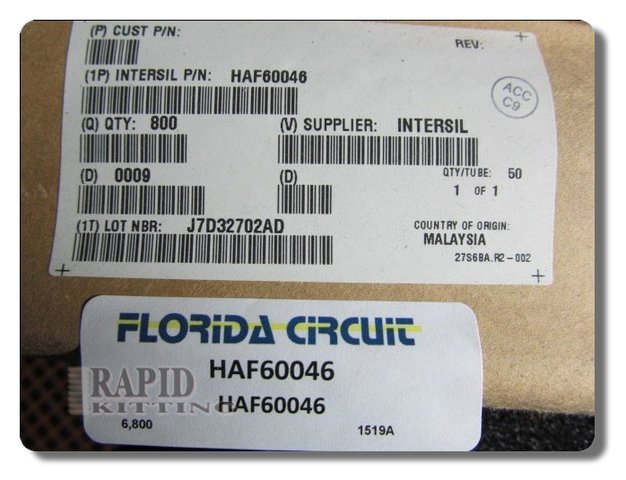 (P) CUST P/N:
REV:
(1P) INTERSIL P/N: HAF60046
ACC
C9
(Q) QTY: 800
(V) SUPPLIER: INTERSIL
(D) 0009
(D)
QTY/TUBE: 50
1 OF 1
(1T) LOT NBR: J7D32702AD
COUNTRY OF ORIGIN:
MALAYSIA
27S6BA.R2-002
FLORIDA CIRCUIT
HAF60046
RAPID
KITTING
HAF60046
6,800
1519A